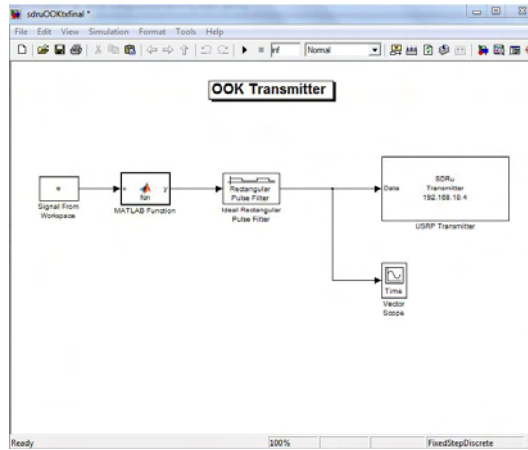 sdruOOKtxfinal *
File Edit View Simulation Format Tools Help
inf Normal
OOK Transmitter
Signal From
Workspace
u fcn y
MATLAB Function
Rectangular
Pulse Filter
Ideal Rectangular
Pulse Filter
Data
SDRu
Transmitter
192.168.10.4
USRP Transmitter
Time
Vector
Scope
Ready 100% FixedStepDiscrete